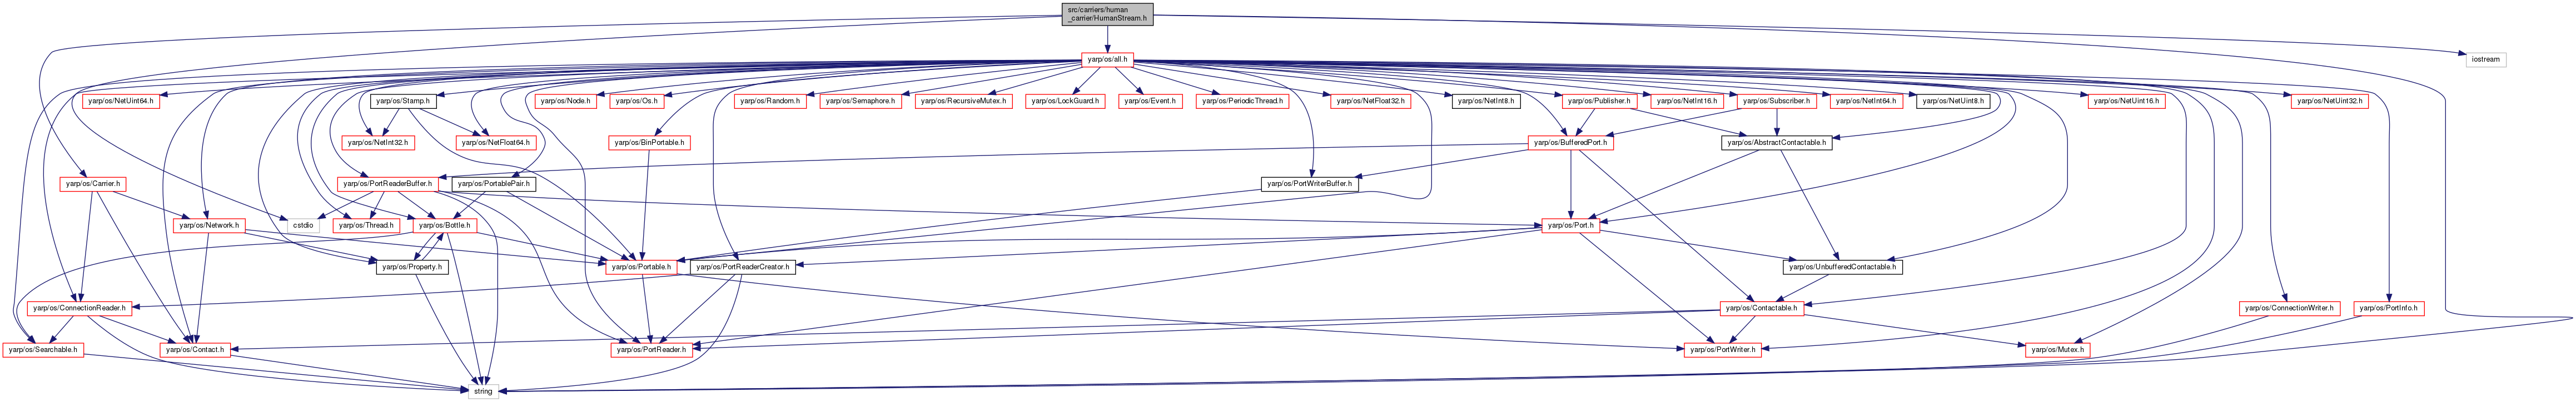 src/carriers/human
_carrier/HumanStream.h
yarp/os/all.h
iostream
yarp/os/NetUint64.h
yarp/os/Stamp.h
yarp/os/Node.h
yarp/os/Os.h
yarp/os/Random.h
yarp/os/Semaphore.h
yarp/os/RecursiveMutex.h
yarp/os/LockGuard.h
yarp/os/Event.h
yarp/os/PeriodicThread.h
yarp/os/NetFloat32.h
yarp/os/NetInt8.h
yarp/os/Publisher.h
yarp/os/NetInt16.h
yarp/os/Subscriber.h
yarp/os/NetInt64.h
yarp/os/NetUint8.h
yarp/os/NetUint16.h
yarp/os/NetUint32.h
yarp/os/NetInt32.h
yarp/os/NetFloat64.h
yarp/os/BinPortable.h
yarp/os/BufferedPort.h
yarp/os/AbstractContactable.h
yarp/os/Carrier.h
yarp/os/PortReaderBuffer.h
yarp/os/PortablePair.h
yarp/os/PortWriterBuffer.h
yarp/os/Network.h
cstdio
yarp/os/Thread.h
yarp/os/Bottle.h
yarp/os/Port.h
yarp/os/Property.h
yarp/os/Portable.h
yarp/os/PortReaderCreator.h
yarp/os/UnbufferedContactable.h
yarp/os/ConnectionReader.h
yarp/os/Contactable.h
yarp/os/ConnectionWriter.h
yarp/os/PortInfo.h
yarp/os/Searchable.h
yarp/os/Contact.h
yarp/os/PortReader.h
yarp/os/PortWriter.h
yarp/os/Mutex.h
string